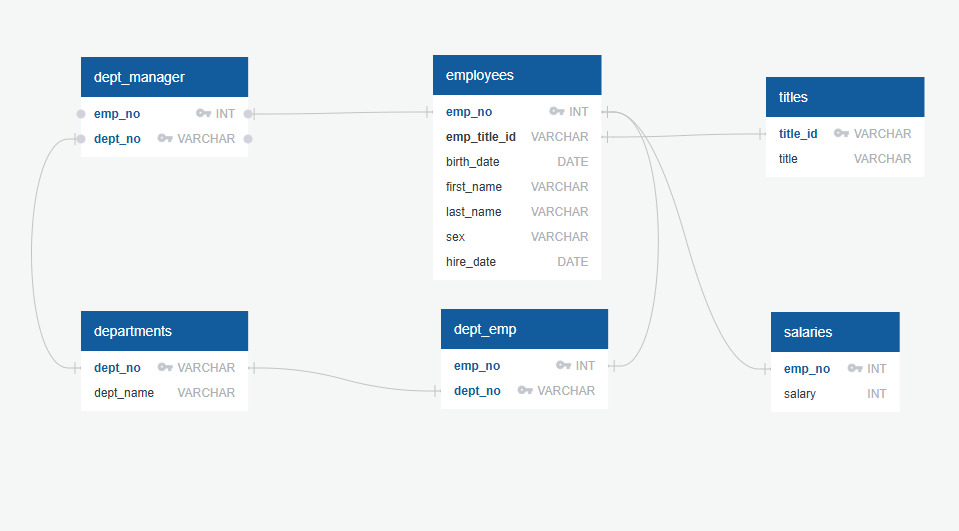 dept_manager
emp_no INT
dept_no VARCHAR
employees
emp_no INT
emp_title_id VARCHAR
birth_date DATE
first_name VARCHAR
last_name VARCHAR
sex VARCHAR
hire_date DATE
titles
title_id VARCHAR
title VARCHAR
departments
dept_no VARCHAR
dept_name VARCHAR
dept_emp
emp_no INT
dept_no VARCHAR
salaries
emp_no INT
salary INT